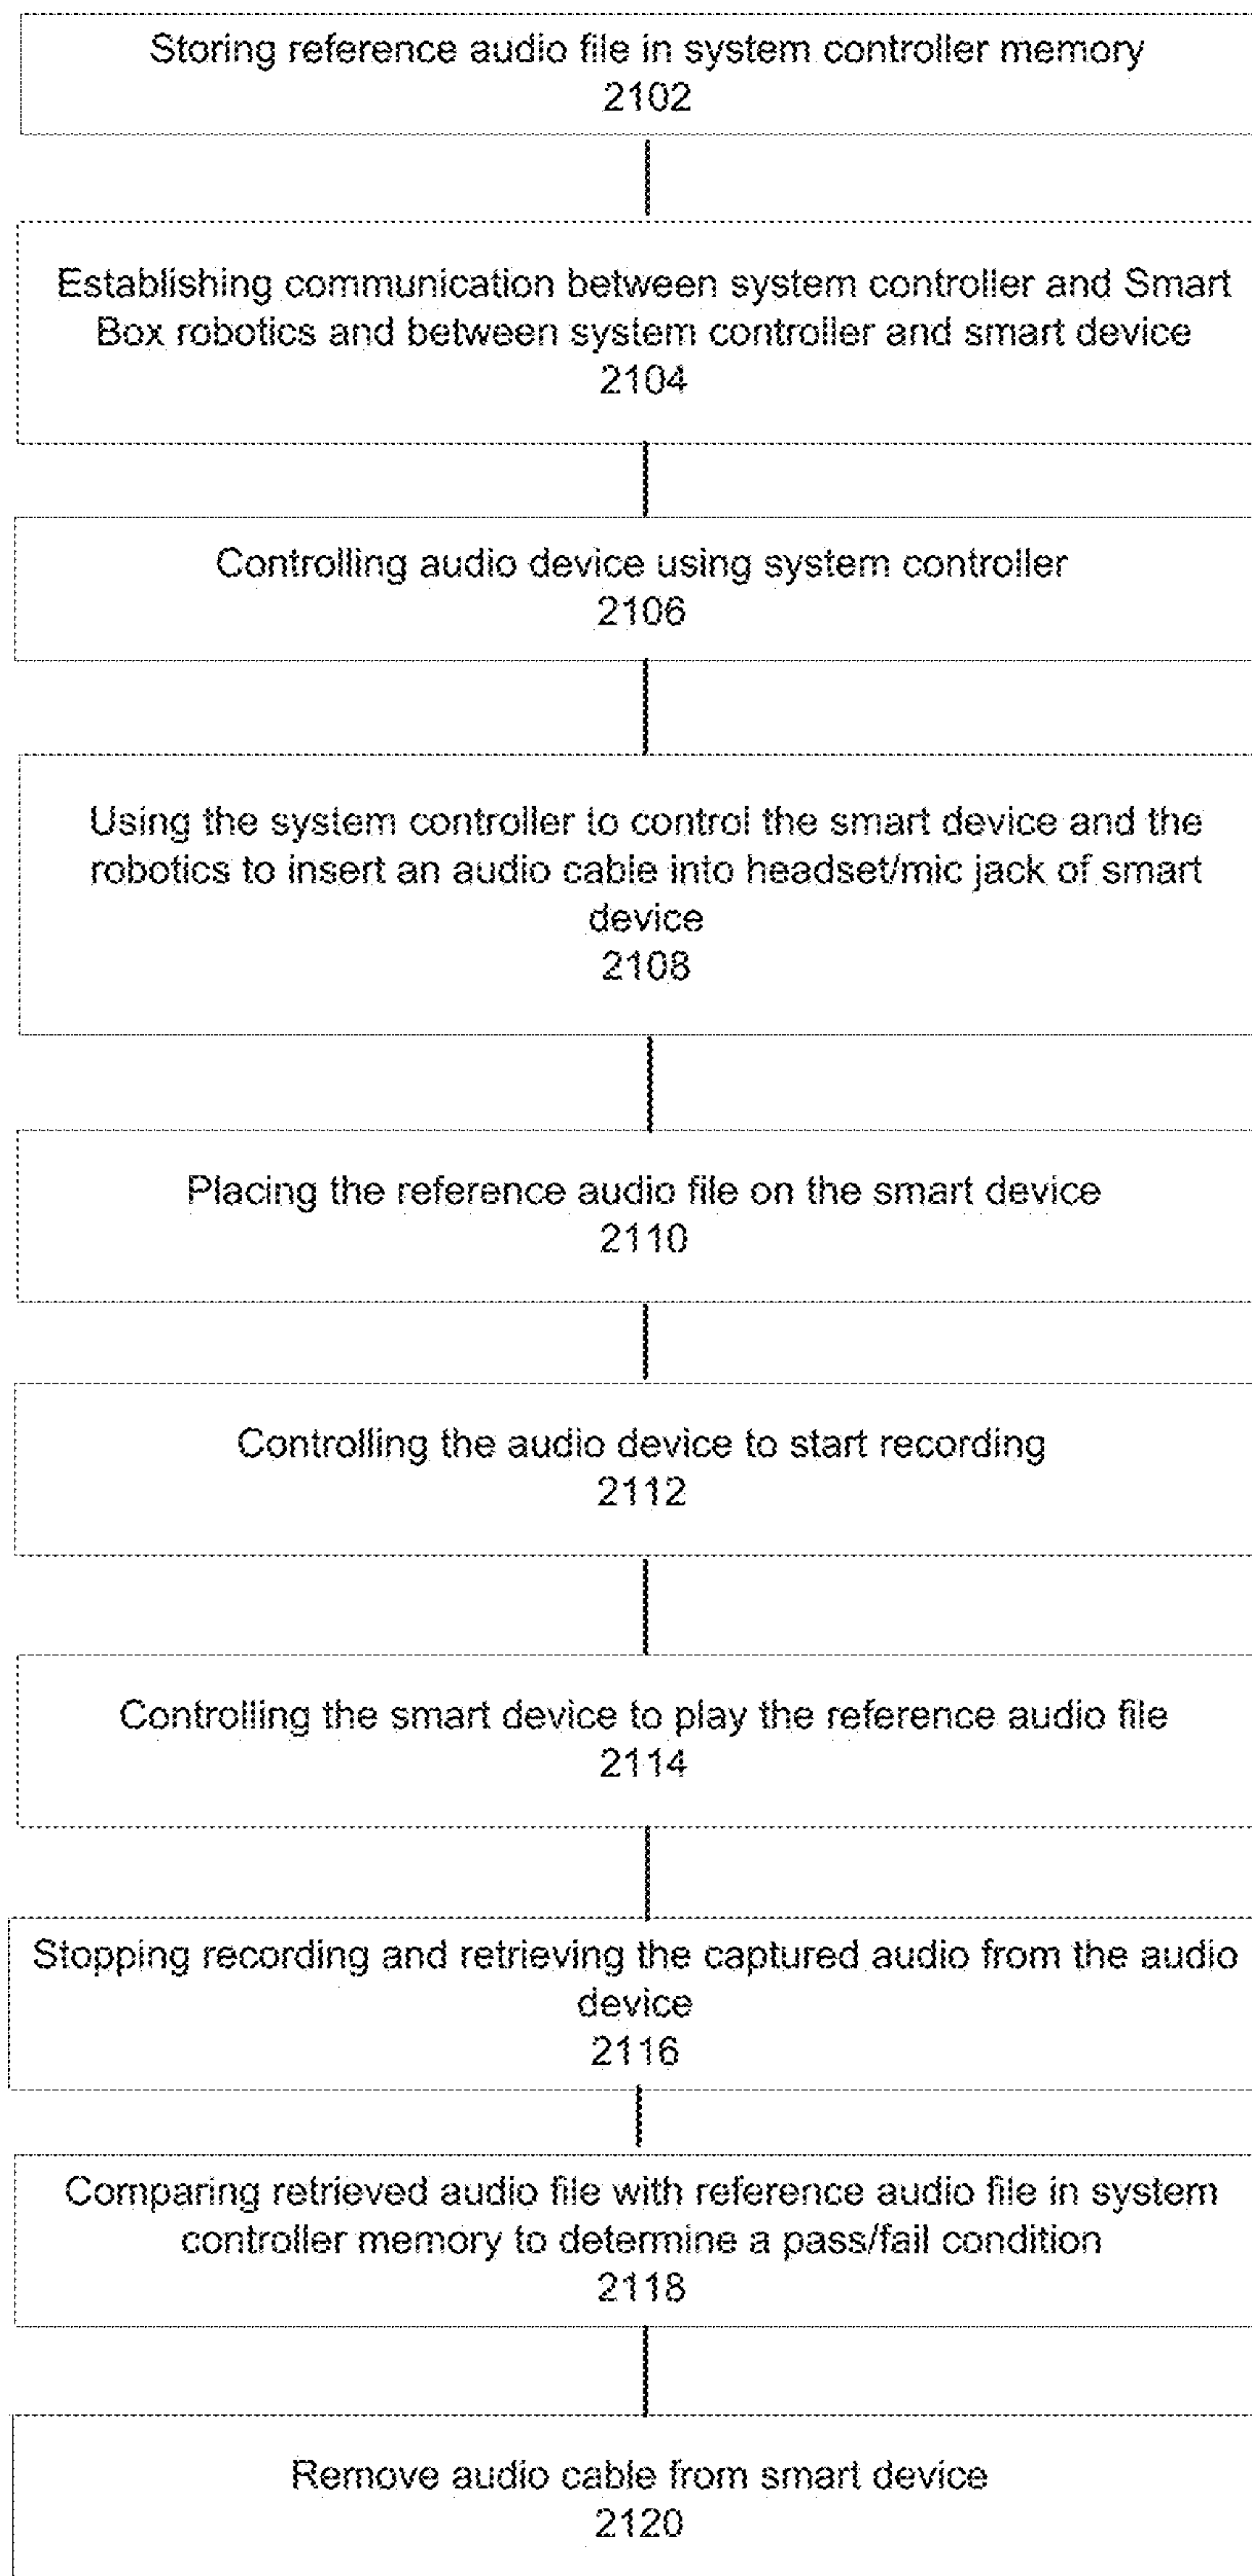 Storing reference audio file in system controller memory
2102
Establishing communication between system controller and Smart
Box robotics and between system controller and smart device
2104
Controlling audio device using system controller
2106
Using the system controller to control the smart device and the
robotics to insert an audio cable into headset/mic jack of smart
device
2108
Placing the reference audio file on the smart device
2110
Controlling the audio device to start recording
2112
Controlling the smart device to play the reference audio file
2114
Stopping recording and retrieving the captured audio from the audio
device
2116
Comparing retrieved audio file with reference audio file in system
controller memory to determine a pass/fail condition
2118
Remove audio cable from smart device
2120